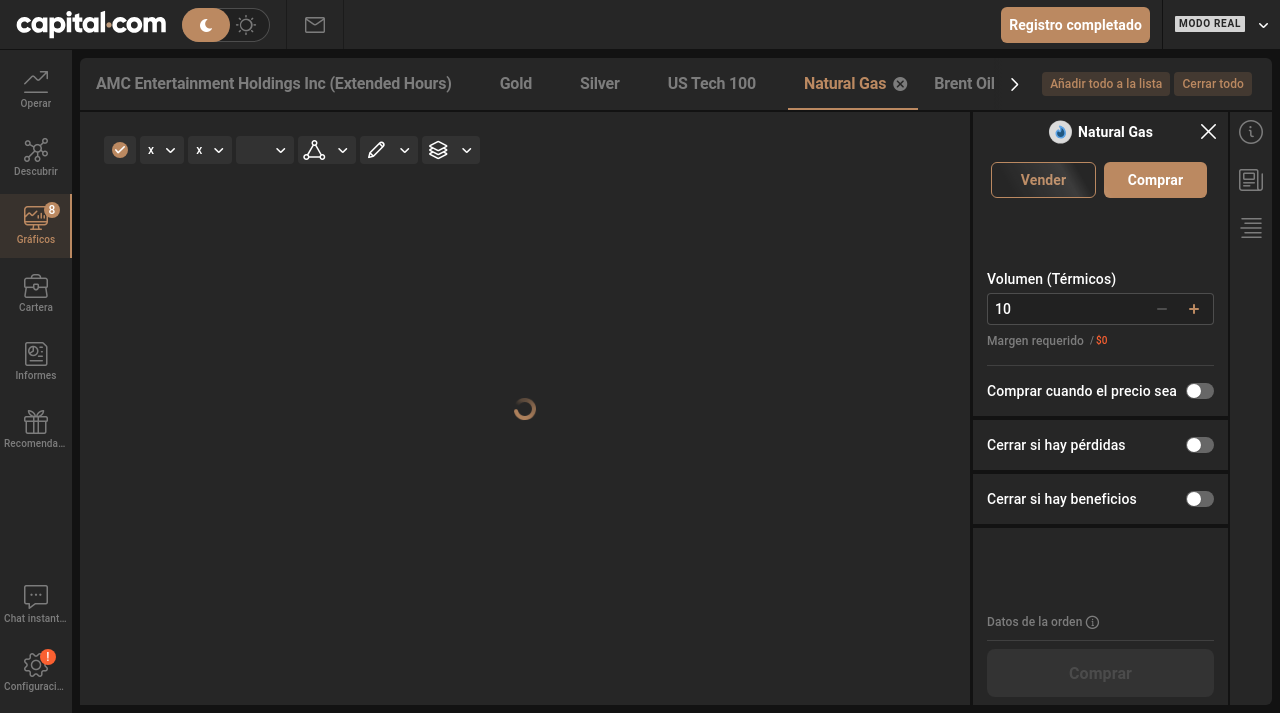 capital.com
Registro completado
MODO REAL
Operar
Descubrir
8
Gráficos
Cartera
Informes
Recomenda...
Chat instant...
!
Configuraci...
AMC Entertainment Holdings Inc (Extended Hours)
Gold
Silver
US Tech 100
Natural Gas
Brent Oil
Añadir todo a la lista
Cerrar todo
x
x
Natural Gas
Vender
Comprar
Volumen (Térmicos)
10
Margen requerido / $0
Comprar cuando el precio sea
Cerrar si hay pérdidas
Cerrar si hay beneficios
Datos de la orden
Comprar